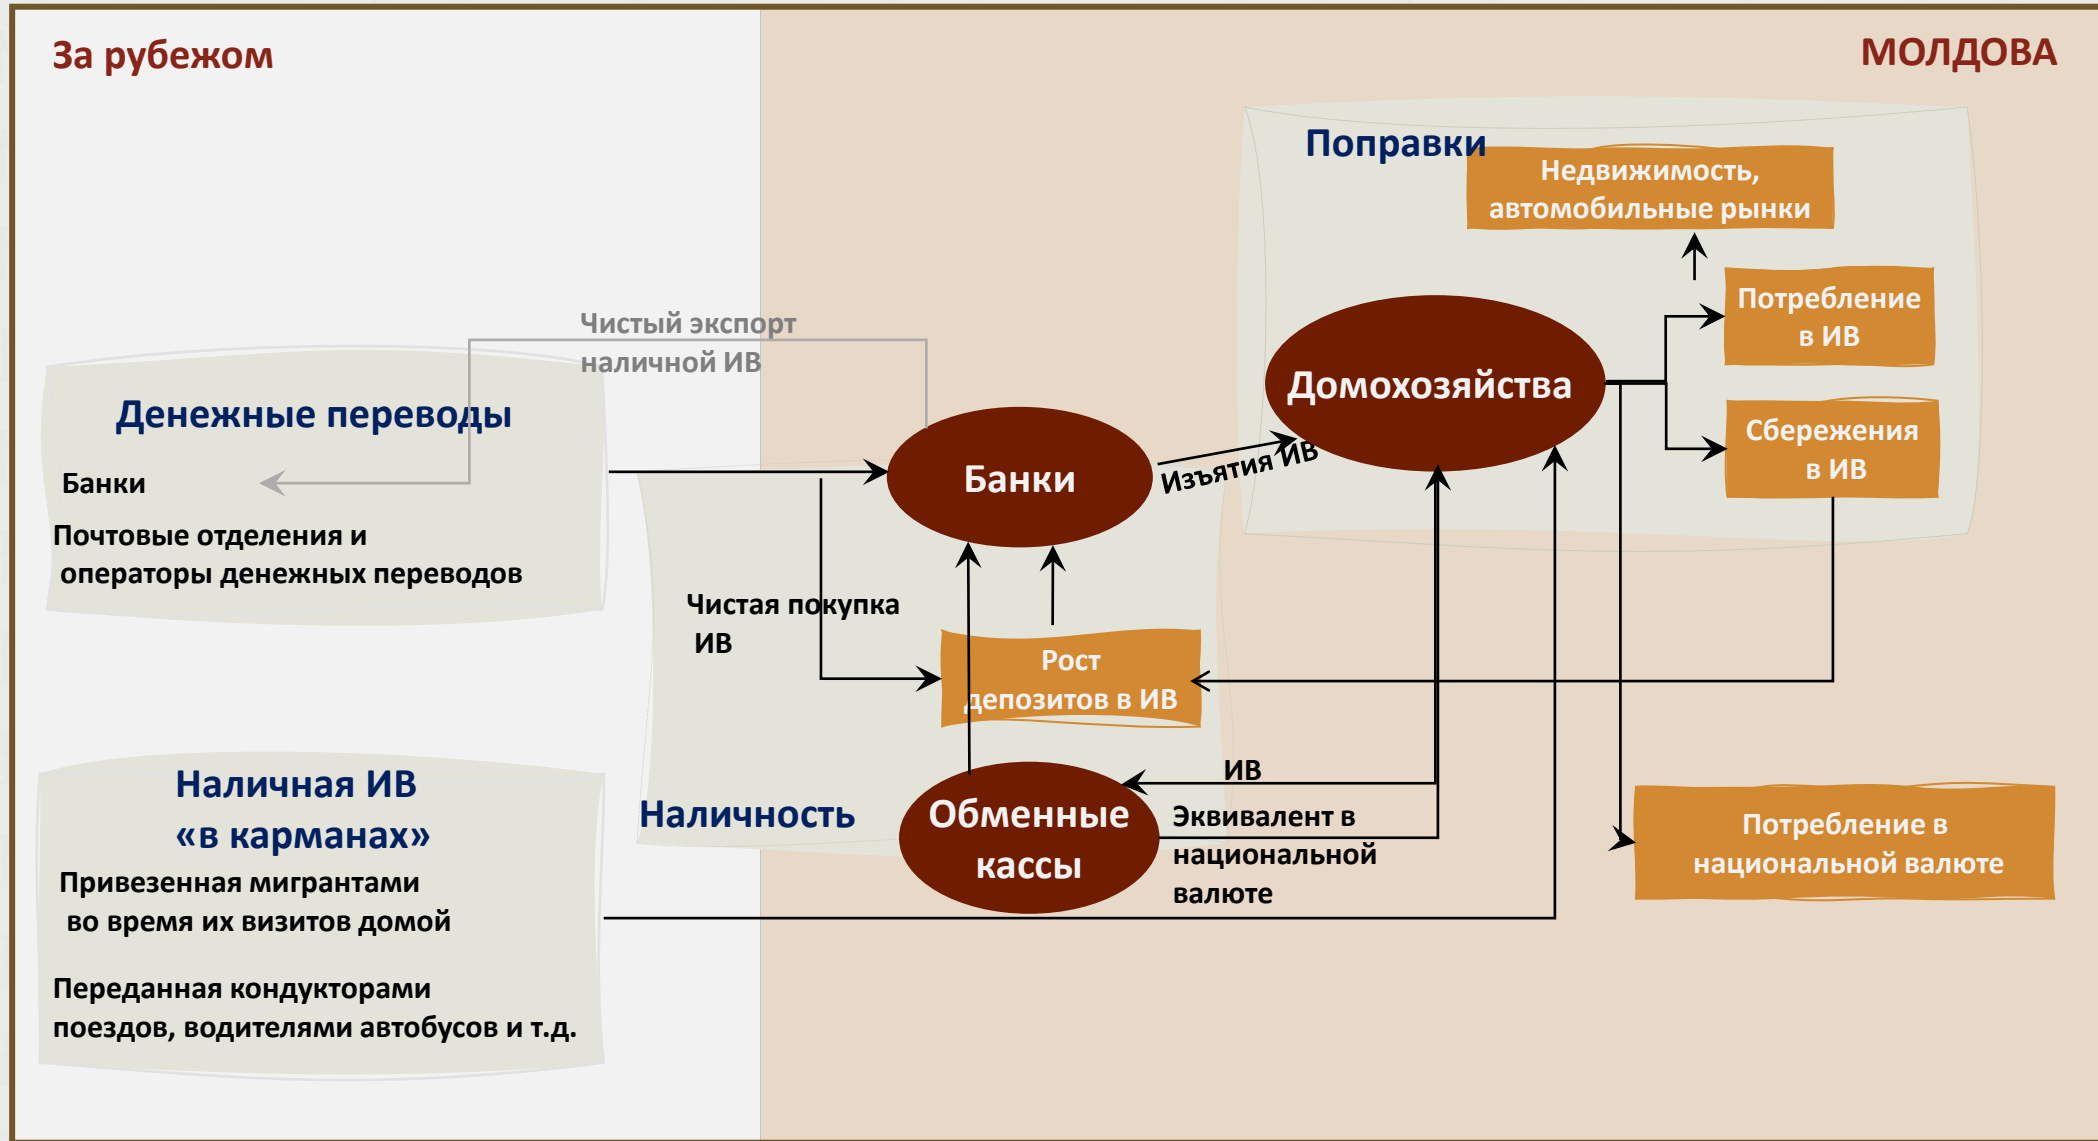 За рубежом
МОЛДОВА
Поправки
Недвижимость,
автомобильные рынки
Потребление
в ИВ
Чистый экспорт
наличной ИВ
Домохозяйства
Денежные переводы
Сбережения
в ИВ
Банки
Изъятия ИВ
Банки
Почтовые отделения и
операторы денежных переводов
Чистая покупка
ИВ
Рост
депозитов в ИВ
Наличная ИВ
«в карманах»
Привезенная мигрантами
во время их визитов домой
Переданная кондукторами
поездов, водителями автобусов и т.д.
Наличность
Обменные
кассы
ИВ
Эквивалент в
национальной
валюте
Потребление в
национальной валюте